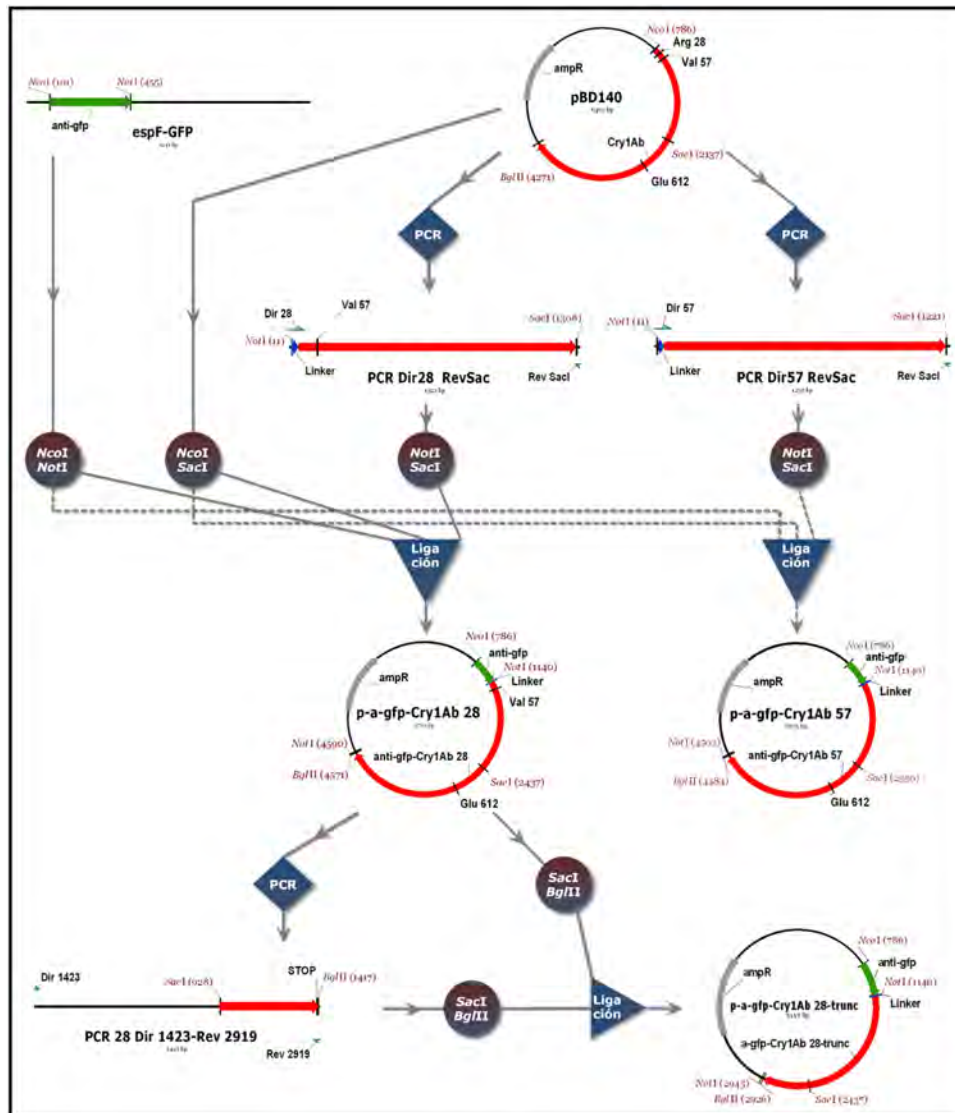 NcoI (786)
Arg 28
Val 57
ampR
pBD140
Cry1Ab
SacI (2137)
Glu 612
BglII (4271)
NcoI (101)
NotI (455)
anti-gfp
espF-GFP
PCR
PCR
Dir 28
Val 57
SacI (1308)
NotI (11)
Linker
Rev SacI
PCR Dir28 RevSac
Dir 57
NotI (11)
SacI (1221)
Linker
Rev SacI
PCR Dir57 RevSac
NcoI
NotI
NcoI
SacI
NotI
SacI
NotI
SacI
Liga
ción
Liga
ción
NcoI (786)
anti-gfp
NotI (1140)
Linker
Val 57
ampR
p-a-gfp-Cry1Ab 28
NotI (4590)
anti-gfp-Cry1Ab 28
BglII (4571)
SacI (2437)
Glu 612
NcoI (786)
anti-gfp
NotI (1140)
Linker
ampR
p-a-gfp-Cry1Ab 57
anti-gfp-Cry1Ab 57
SacI (2350)
Glu 612
PCR
SacI
BglII
Dir 1423
SacI (928)
STOP
BglII (1417)
PCR 28 Dir 1423-Rev 2919
Rev 2919
SacI
BglII
Liga
ción
NcoI (786)
anti-gfp
NotI (1140)
Linker
ampR
p-a-gfp-Cry1Ab 28-trunc
a-gfp-Cry1Ab 28-trunc
NotI (2945)
BglII (2926)
SacI (2437)